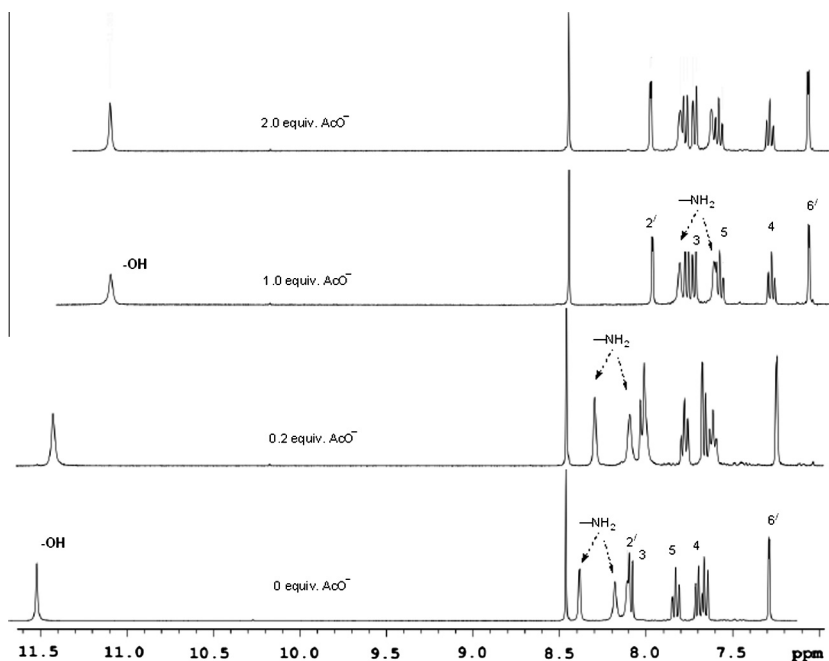 2.0 equiv. AcO⁻
-OH
1.0 equiv. AcO⁻
2′
—NH₂
3
5
4
6′
0.2 equiv. AcO⁻
—NH₂
-OH
0 equiv. AcO⁻
—NH₂
2′
3
5
4
6′
11.5 11.0 10.5 10.0 9.5 9.0 8.5 8.0 7.5 ppm